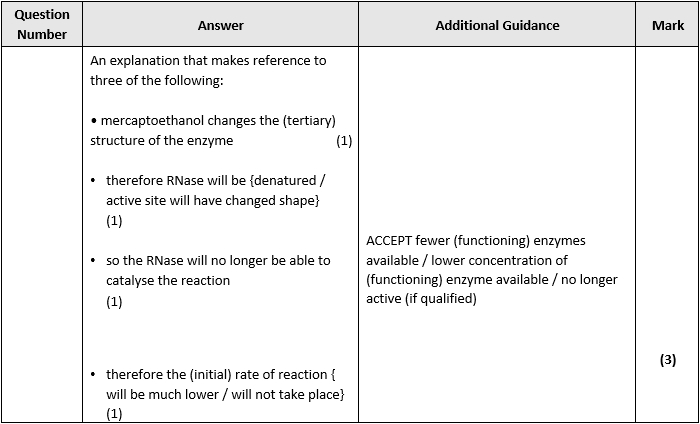 Question
Number
Answer
Additional Guidance
Mark
An explanation that makes reference to
three of the following:
• mercaptoethanol changes the (tertiary)
structure of the enzyme (1)
• therefore RNase will be {denatured /
active site will have changed shape}
(1)
• so the RNase will no longer be able to
catalyse the reaction
(1)
• therefore the (initial) rate of reaction {
will be much lower / will not take place}
(1)
ACCEPT fewer (functioning) enzymes
available / lower concentration of
(functioning) enzyme available / no longer
active (if qualified)
(3)